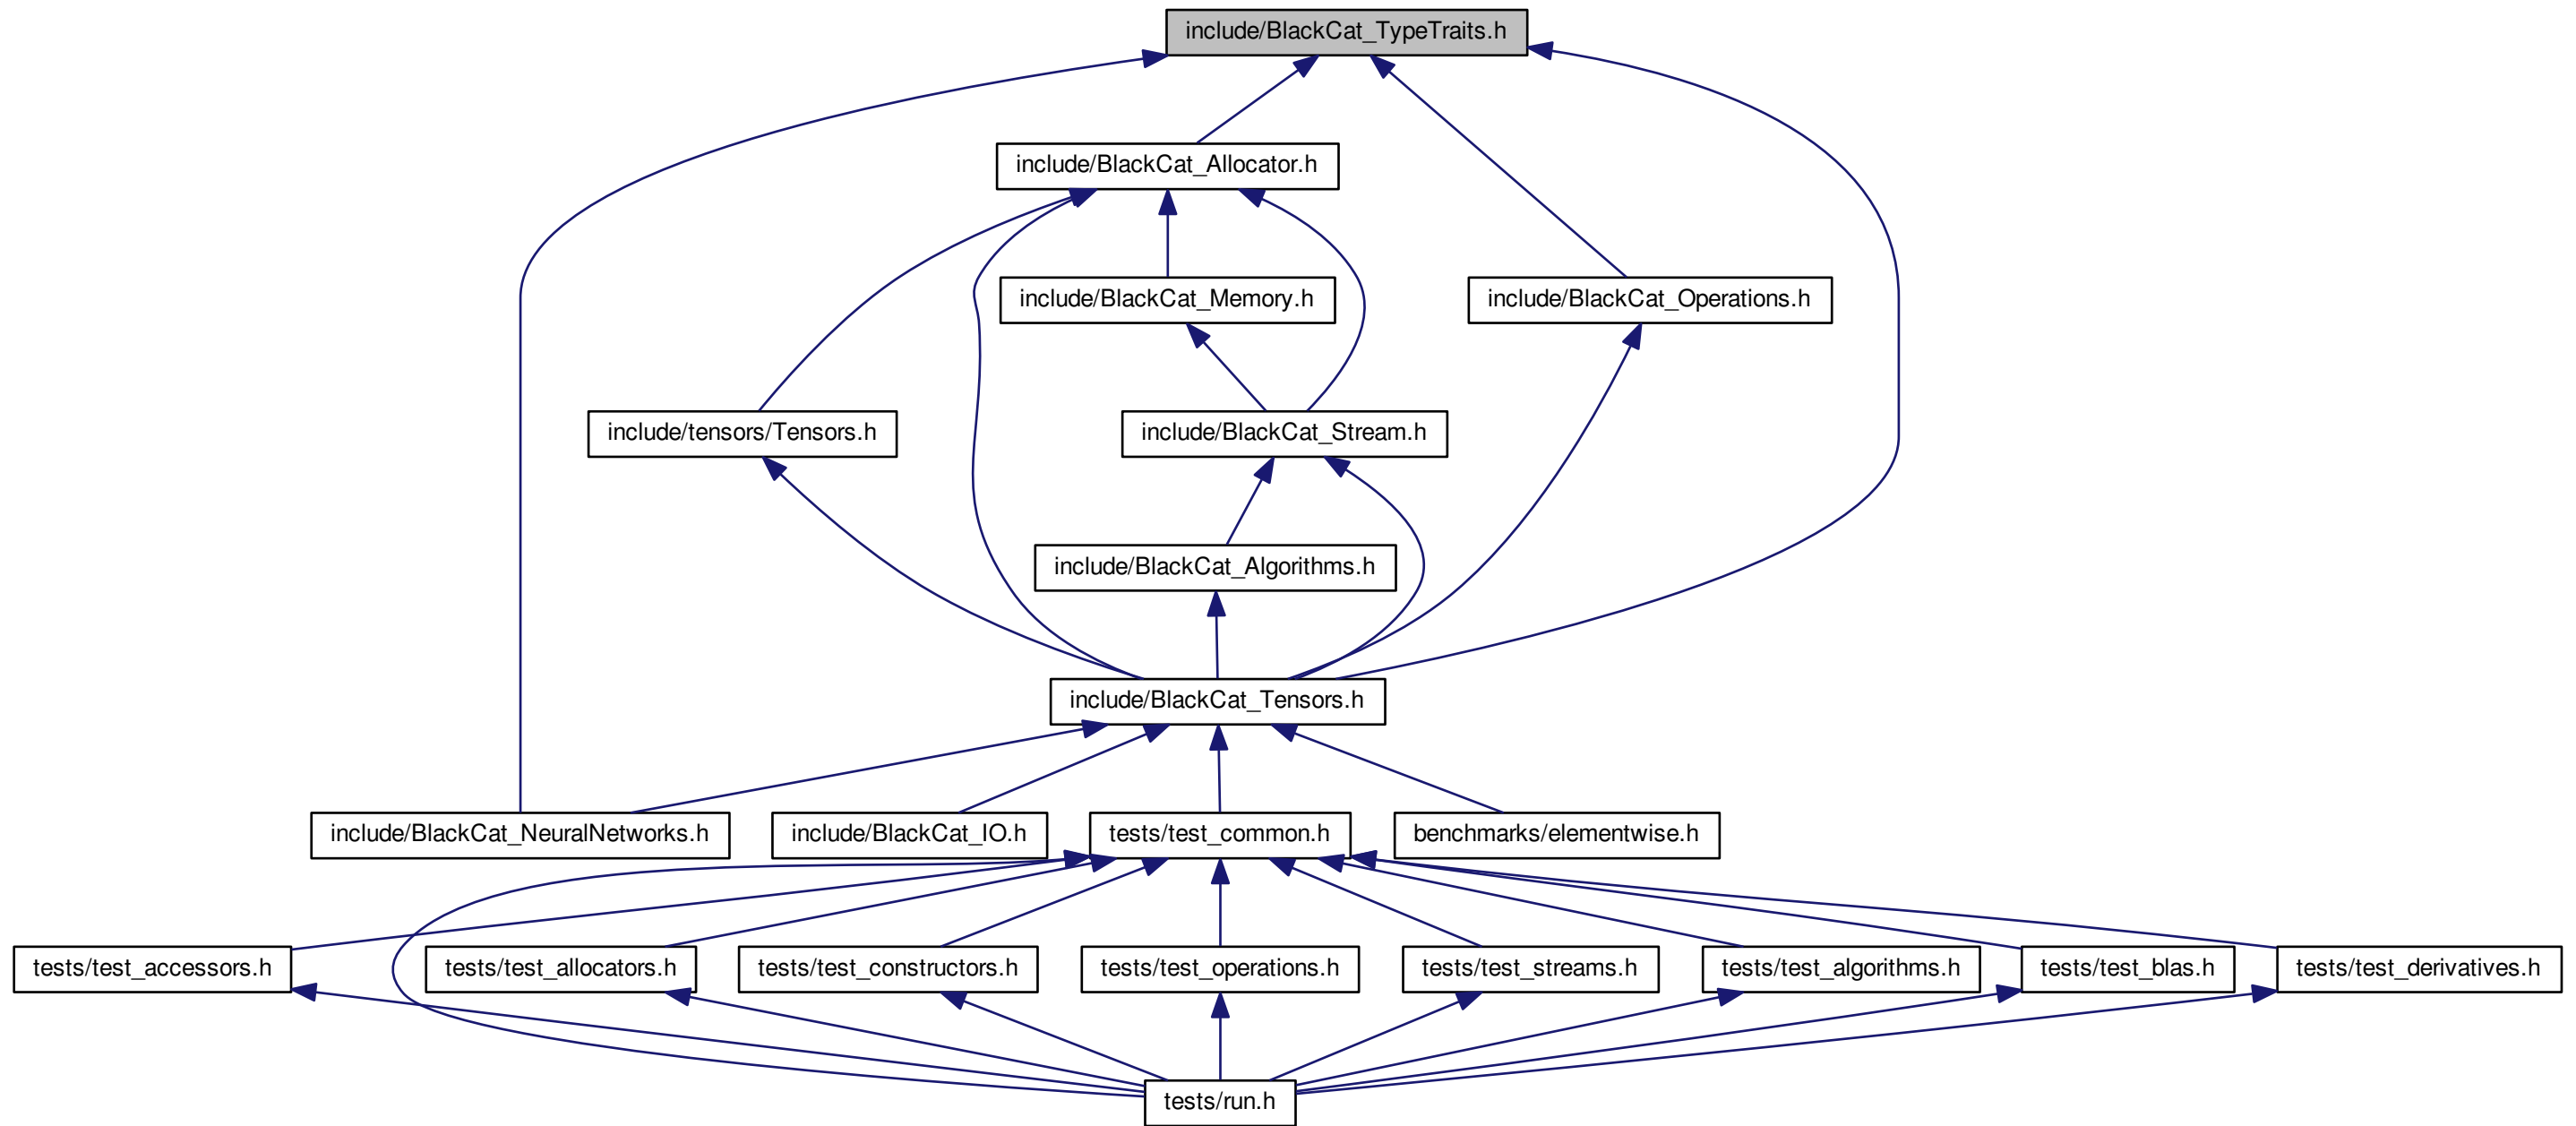 include/BlackCat_TypeTraits.h
include/BlackCat_Allocator.h
include/BlackCat_Memory.h
include/BlackCat_Operations.h
include/tensors/Tensors.h
include/BlackCat_Stream.h
include/BlackCat_Algorithms.h
include/BlackCat_Tensors.h
include/BlackCat_NeuralNetworks.h
include/BlackCat_IO.h
tests/test_common.h
benchmarks/elementwise.h
tests/test_accessors.h
tests/test_allocators.h
tests/test_constructors.h
tests/test_operations.h
tests/test_streams.h
tests/test_algorithms.h
tests/test_blas.h
tests/test_derivatives.h
tests/run.h